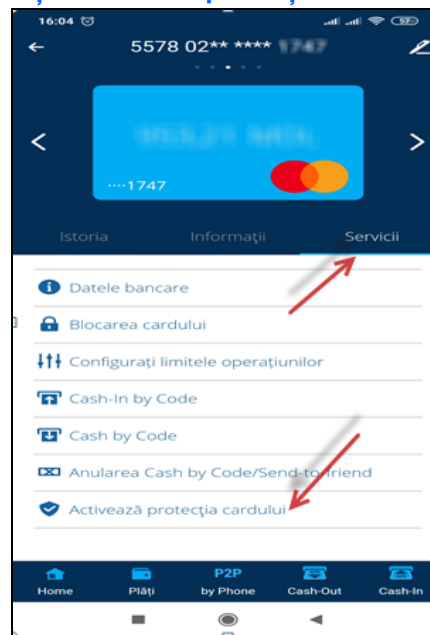 16:04 57
5578 02** **** 1747
····1747
Istoria Informații Servicii
Datele bancare
Blocarea cardului
Configurați limitele operațiunilor
Cash-In by Code
Cash by Code
Anularea Cash by Code/Send-to-friend
Activează protecția cardului
P2P
Home Plăți by Phone Cash-Out Cash-In